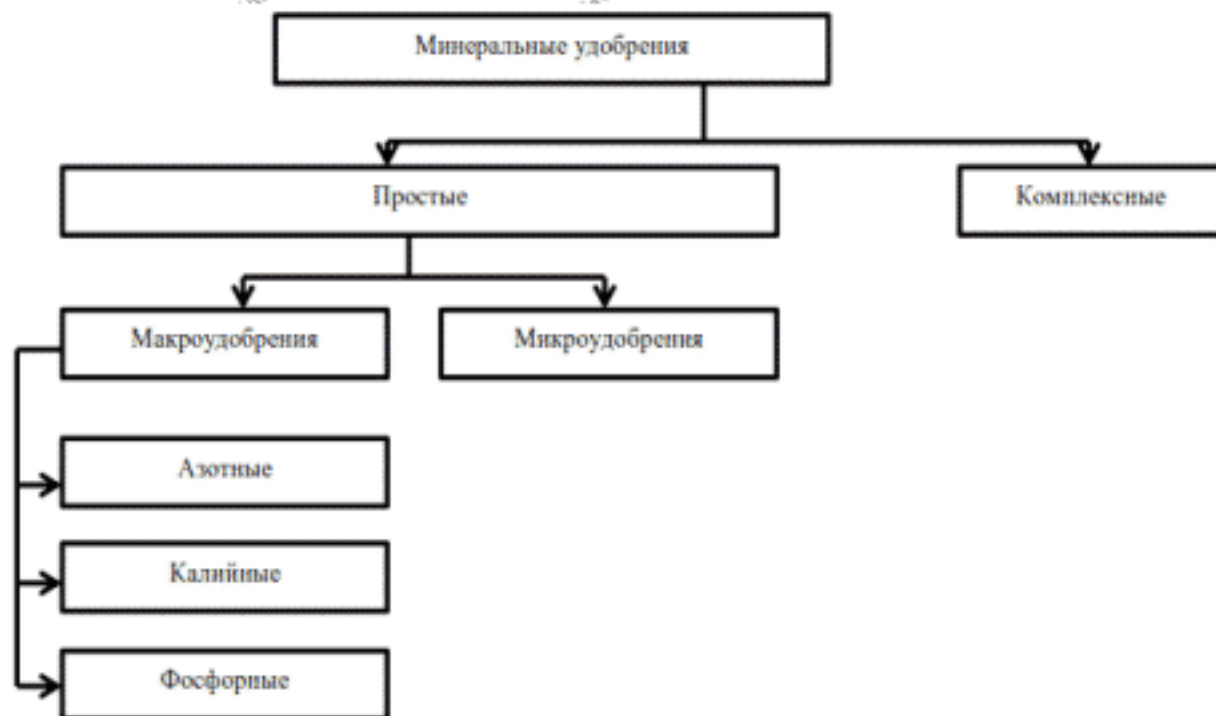 Минеральные удобрения
Простые
Комплексные
Макроудобрения
Микроудобрения
Азотные
Калийные
Фосфорные